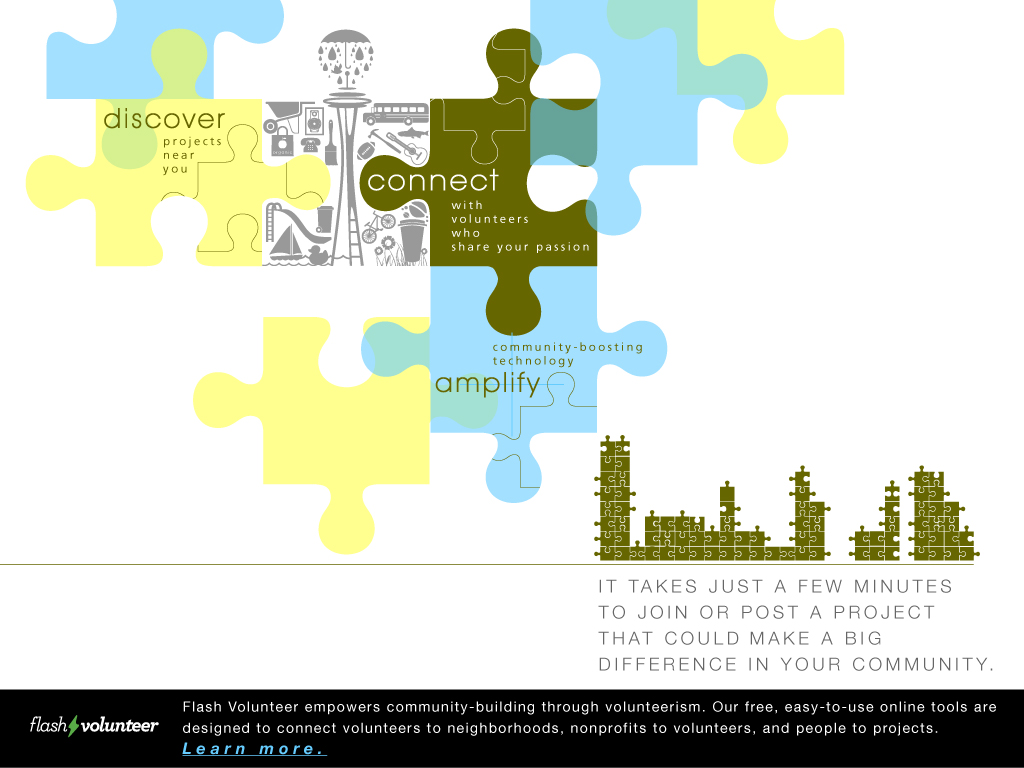 discover
projects
near
you
connect
with
volunteers
who
share your passion
community-boosting
technology
amplify
IT TAKES JUST A FEW MINUTES
TO JOIN OR POST A PROJECT
THAT COULD MAKE A BIG
DIFFERENCE IN YOUR COMMUNITY.
flash volunteer
Flash Volunteer empowers community-building through volunteerism. Our free, easy-to-use online tools are
designed to connect volunteers to neighborhoods, nonprofits to volunteers, and people to projects.
Learn more.